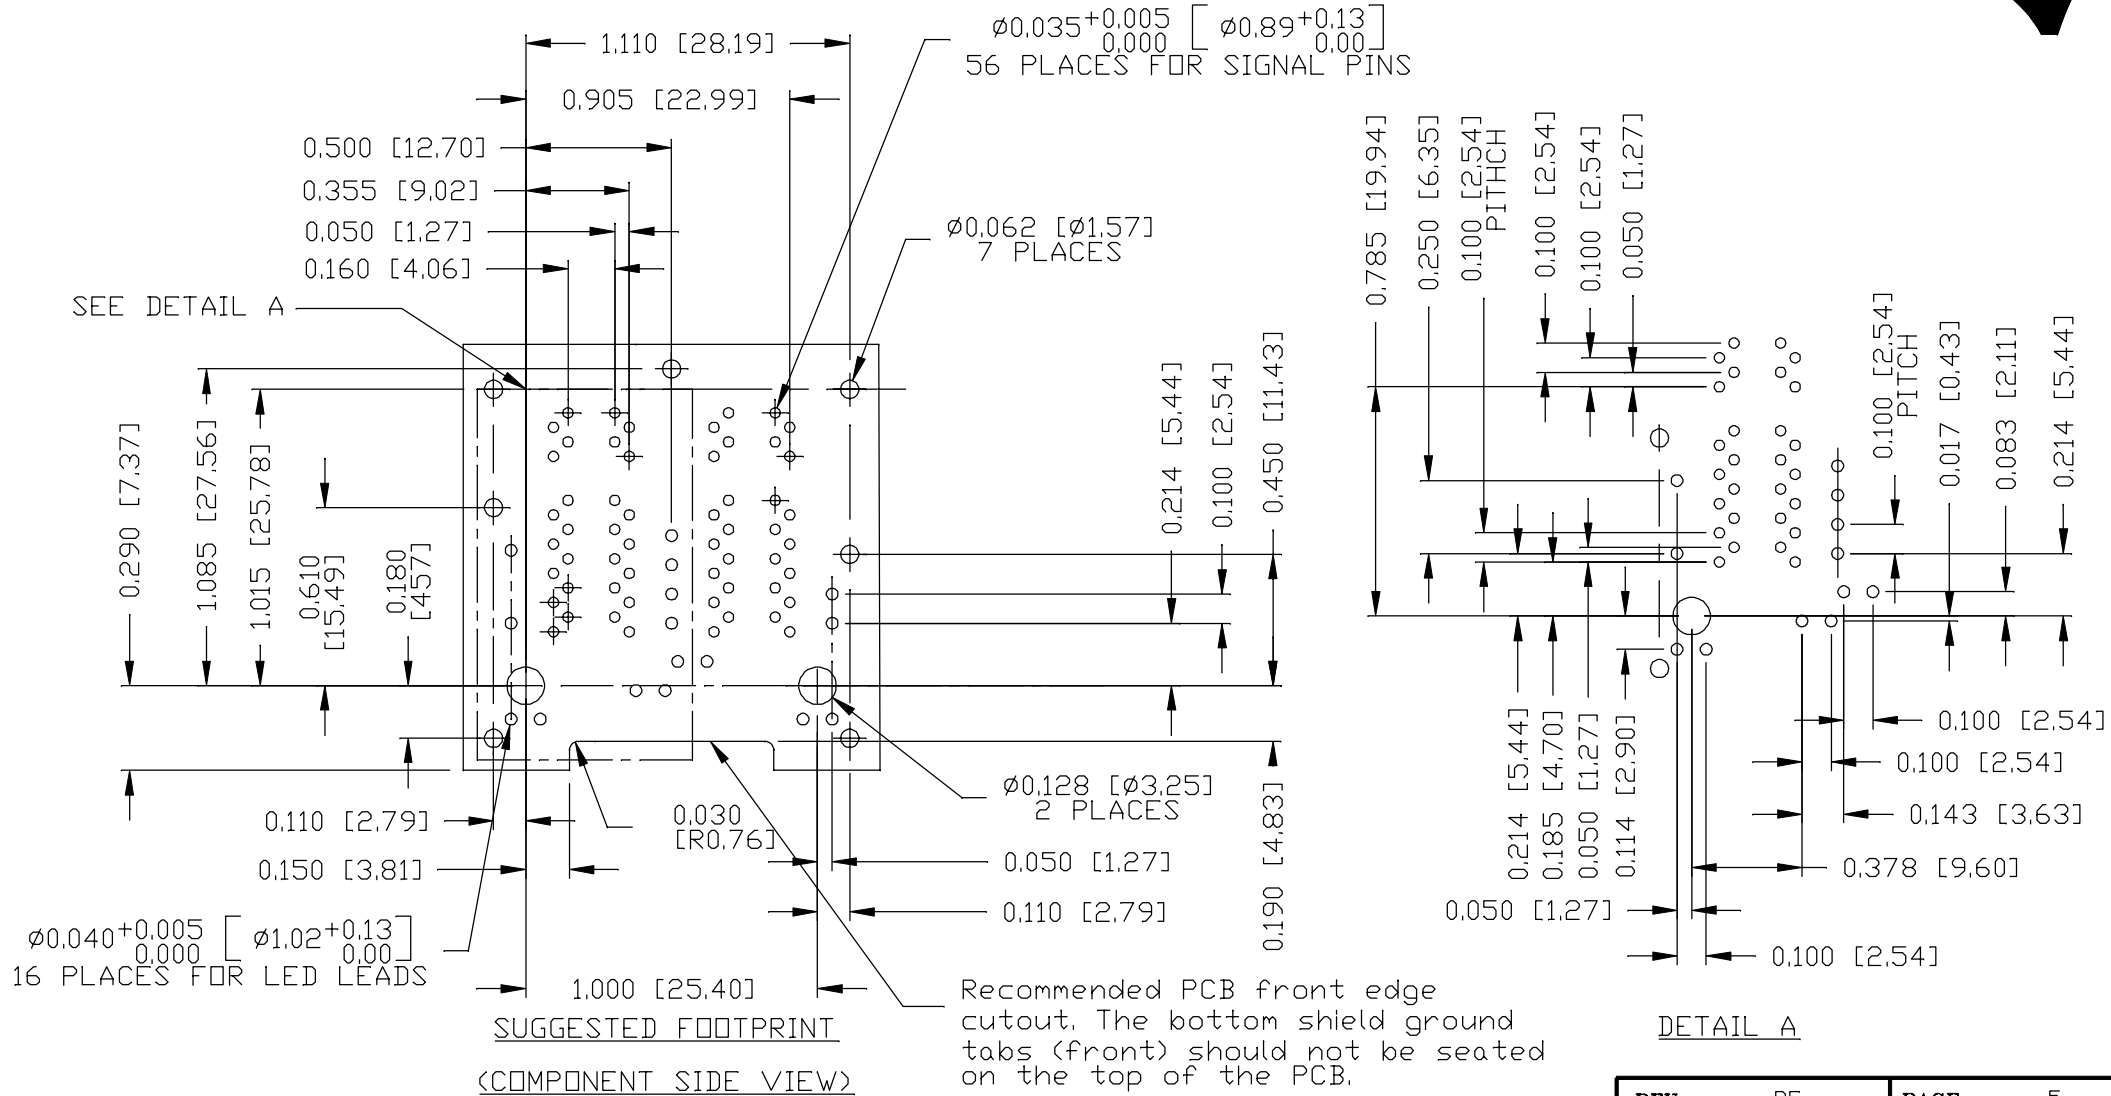 1.110 [28.19]
0.905 [22.99]
0.500 [12.70]
0.355 [9.02]
0.050 [1.27]
0.160 [4.06]
SEE DETAIL A
Ø0.035+0.005 [ Ø0.89+0.13 ]
0.000 0.00
56 PLACES FOR SIGNAL PINS
Ø0.062 [Ø1.57]
7 PLACES
0.290 [7.37]
1.085 [27.56]
1.015 [25.78]
0.610
[15.49]
0.180
[457]
0.214 [5.44]
0.100 [2.54]
0.450 [11.43]
0.110 [2.79]
0.150 [3.81]
0.030
[R0.76]
Ø0.128 [Ø3.25]
2 PLACES
0.050 [1.27]
0.110 [2.79]
0.190 [4.83]
Ø0.040+0.005 [ Ø1.02+0.13 ]
0.000 0.00
16 PLACES FOR LED LEADS
1.000 [25.40]
SUGGESTED FOOTPRINT
(COMPONENT SIDE VIEW)
Recommended PCB front edge
cutout. The bottom shield ground
tabs (front) should not be seated
on the top of the PCB.
0.785 [19.94]
0.250 [6.35]
0.100 [2.54]
PITHCH
0.100 [2.54]
0.100 [2.54]
0.050 [1.27]
0.100 [2.54]
PITCH
0.017 [0.43]
0.083 [2.11]
0.214 [5.44]
0.214 [5.44]
0.185 [4.70]
0.050 [1.27]
0.114 [2.90]
0.100 [2.54]
0.100 [2.54]
0.143 [3.63]
0.378 [9.60]
0.050 [1.27]
0.100 [2.54]
DETAIL A